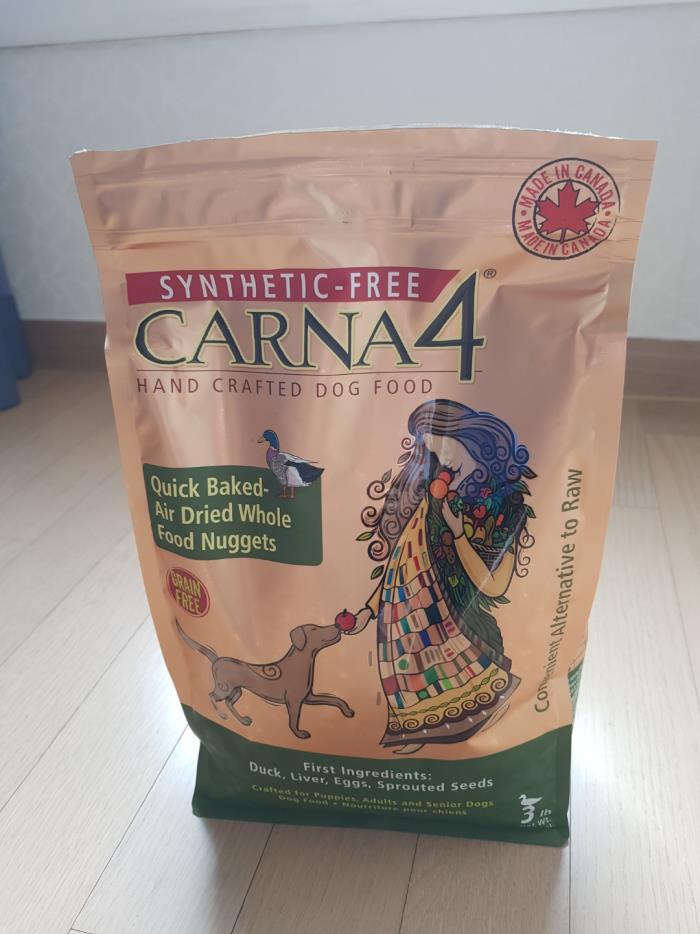 MADE IN CANADA
MADE IN CANADA
SYNTHETIC-FREE
CARNA4®
HAND CRAFTED DOG FOOD
Quick Baked-
Air Dried Whole
Food Nuggets
GRAIN
FREE
Convenient Alternative to Raw
First Ingredients:
Duck, Liver, Eggs, Sprouted Seeds
Crafted for Puppies, Adults and Senior Dogs
Dog Food • Nourriture pour chiens
3 lb